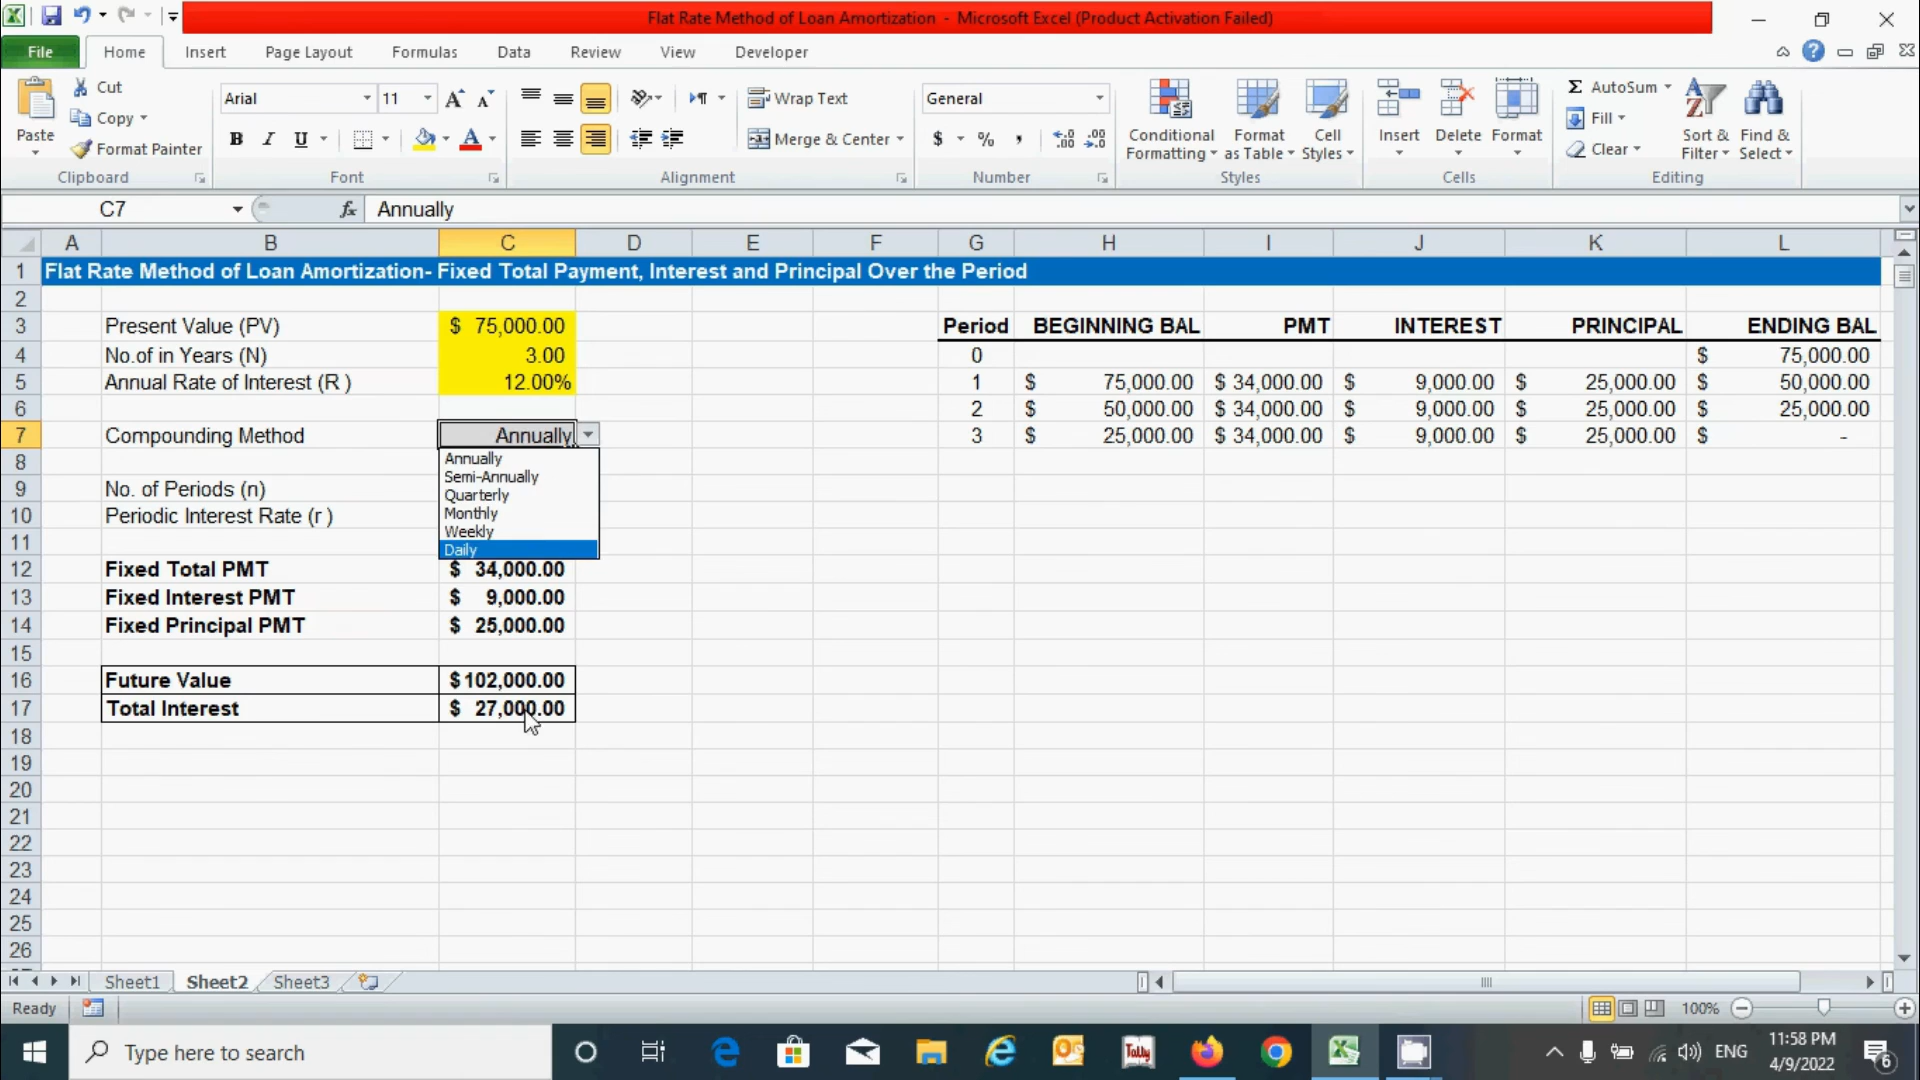 Flat Rate Method of Loan Amortization - Microsoft Excel (Product Activation Failed)
File Home Insert Page Layout Formulas Data Review View Developer
Paste
Cut
Copy
Format Painter
Clipboard
Arial 11
B I U A
Font
Wrap Text
Merge & Center
Alignment
General
$ % ,
Number
Conditional Formatting
Format as Table
Cell Styles
Styles
Insert Delete Format
Cells
Σ AutoSum
Fill
Clear
Sort & Filter
Find & Select
Editing
C7 fx Annually
A B C D E F G H I J K L
1 Flat Rate Method of Loan Amortization- Fixed Total Payment, Interest and Principal Over the Period
2
3 Present Value (PV) $ 75,000.00 Period BEGINNING BAL PMT INTEREST PRINCIPAL ENDING BAL
4 No.of in Years (N) 3.00 0 $ 75,000.00
5 Annual Rate of Interest (R ) 12.00% 1 $ 75,000.00 $ 34,000.00 $ 9,000.00 $ 25,000.00 $ 50,000.00
6 2 $ 50,000.00 $ 34,000.00 $ 9,000.00 $ 25,000.00 $ 25,000.00
7 Compounding Method Annually 3 $ 25,000.00 $ 34,000.00 $ 9,000.00 $ 25,000.00 $ -
Annually
Semi-Annually
Quarterly
Monthly
Weekly
Daily
8
9 No. of Periods (n)
10 Periodic Interest Rate (r )
11
12 Fixed Total PMT $ 34,000.00
13 Fixed Interest PMT $ 9,000.00
14 Fixed Principal PMT $ 25,000.00
15
16 Future Value $ 102,000.00
17 Total Interest $ 27,000.00
18
19
20
21
22
23
24
25
26
Sheet1 Sheet2 Sheet3
Ready 100%
Type here to search
Tally
ENG
11:58 PM
4/9/2022
6